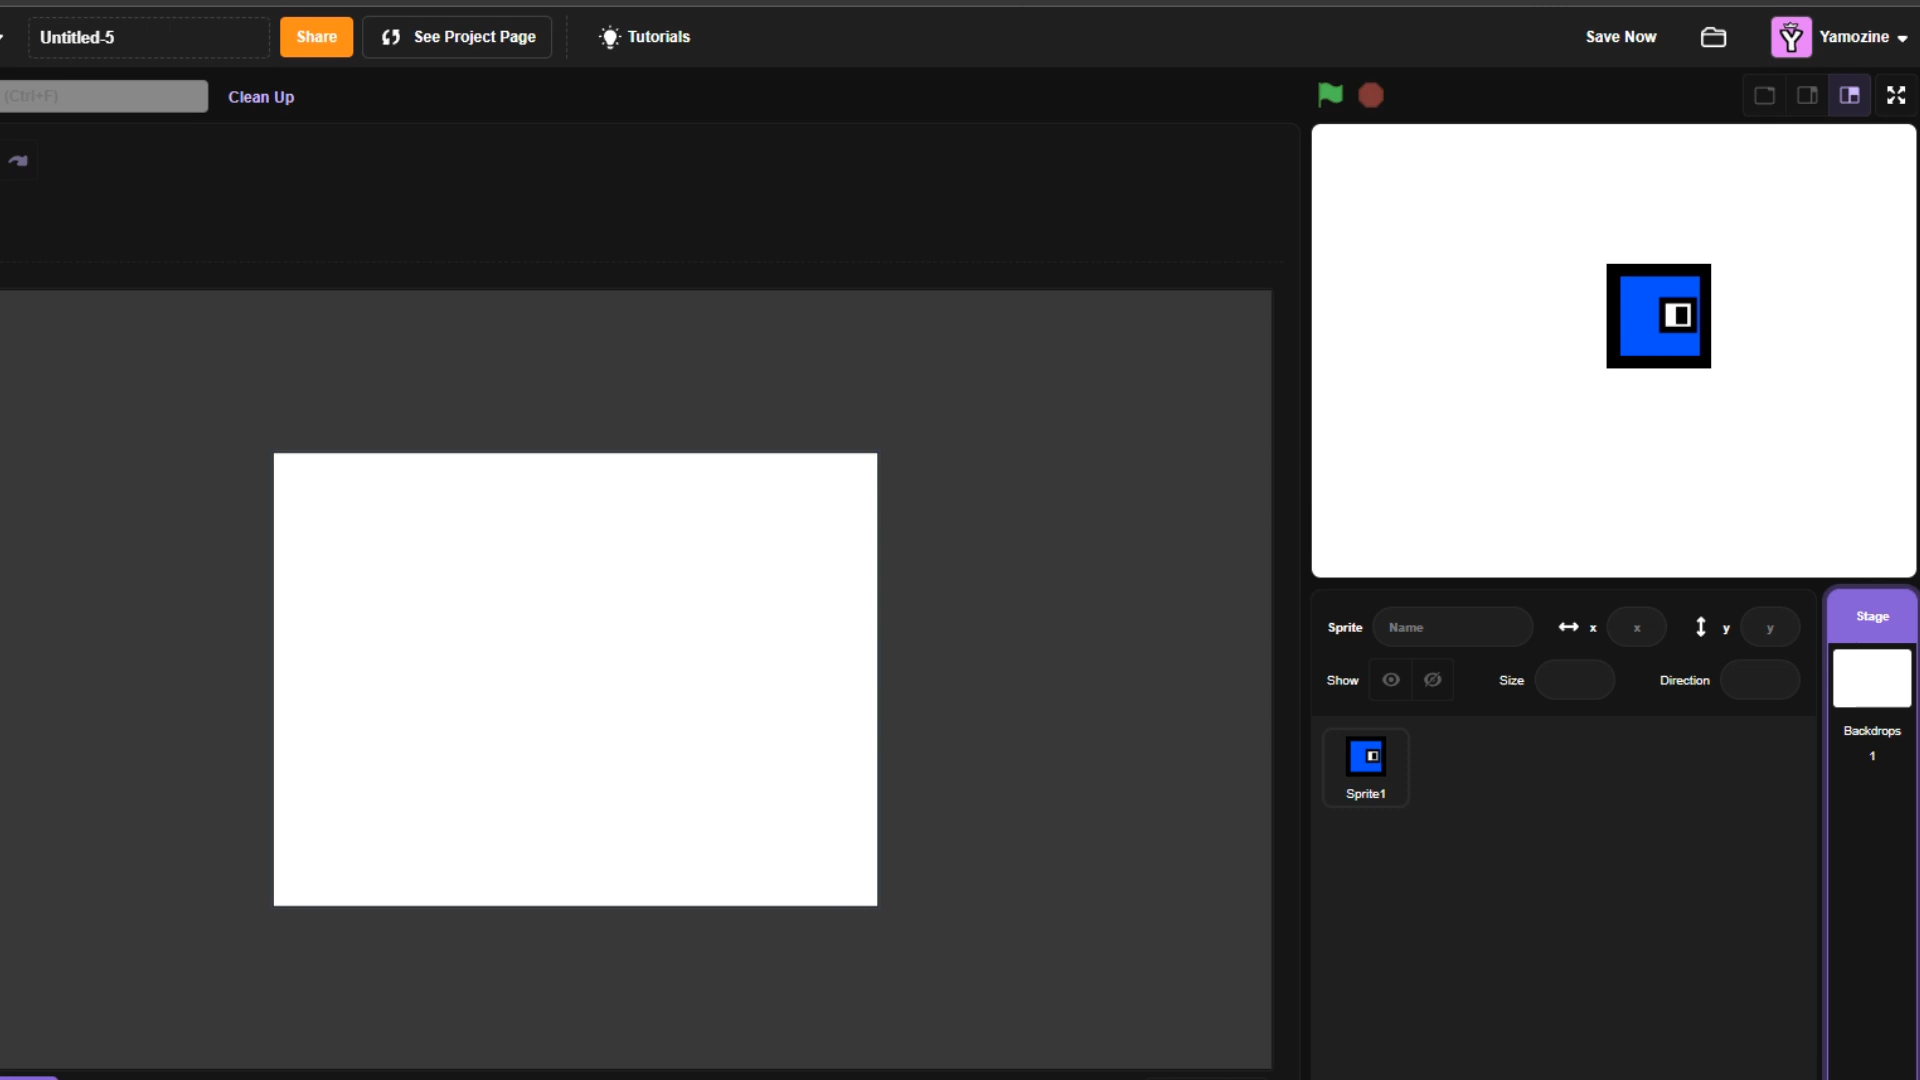 Untitled-5
Share
See Project Page
Tutorials
Save Now
Yamozine
(Ctrl+F)
Clean Up
Sprite
Name
x
x
y
y
Show
Size
Direction
Stage
Sprite1
Backdrops
1